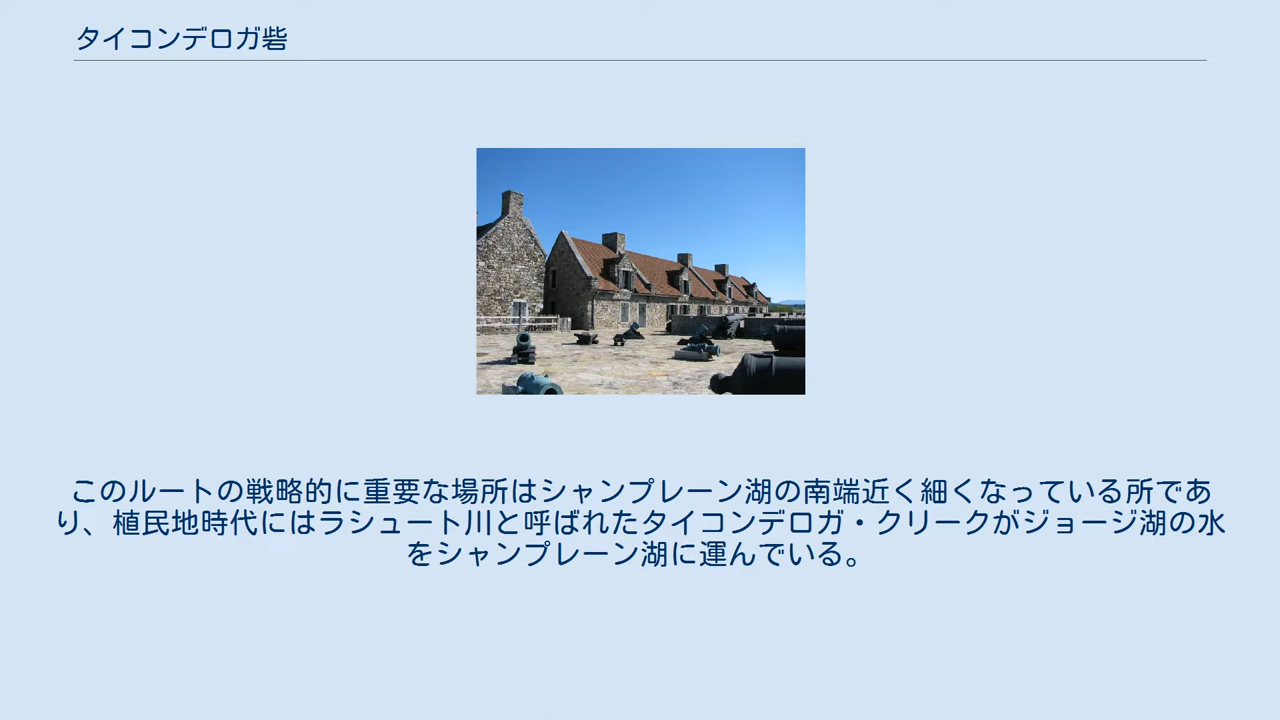 タイコンデロガ砦
このルートの戦略的に重要な場所はシャンプレーン湖の南端近く細くなっている所であ
り、植民地時代にはラシュート川と呼ばれたタイコンデロガ・クリークがジョージ湖の水
をシャンプレーン湖に運んでいる。